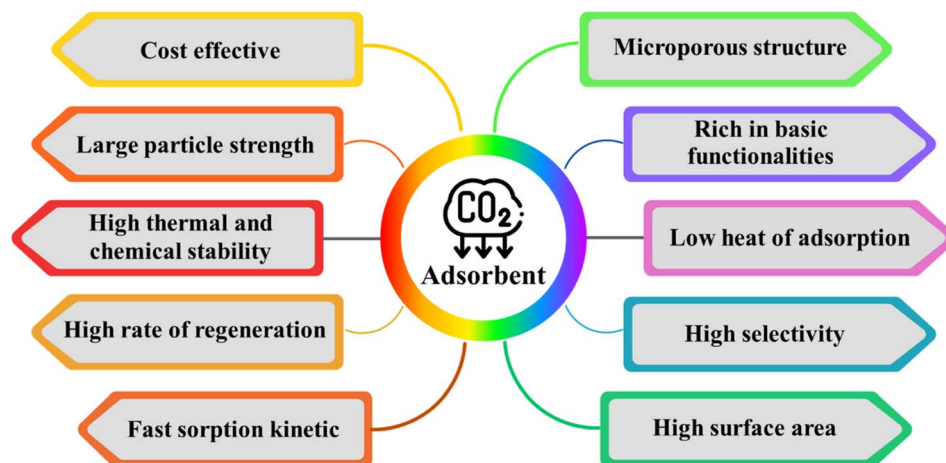 Cost effective
Large particle strength
High thermal and
chemical stability
High rate of regeneration
Fast sorption kinetic
CO₂
Adsorbent
Microporous structure
Rich in basic
functionalities
Low heat of adsorption
High selectivity
High surface area